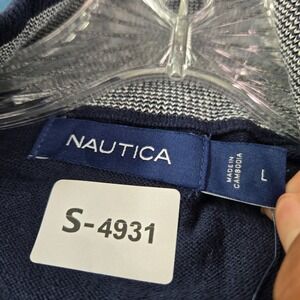 NAUTICA
MADE IN
CAMBODIA
L
S-4931